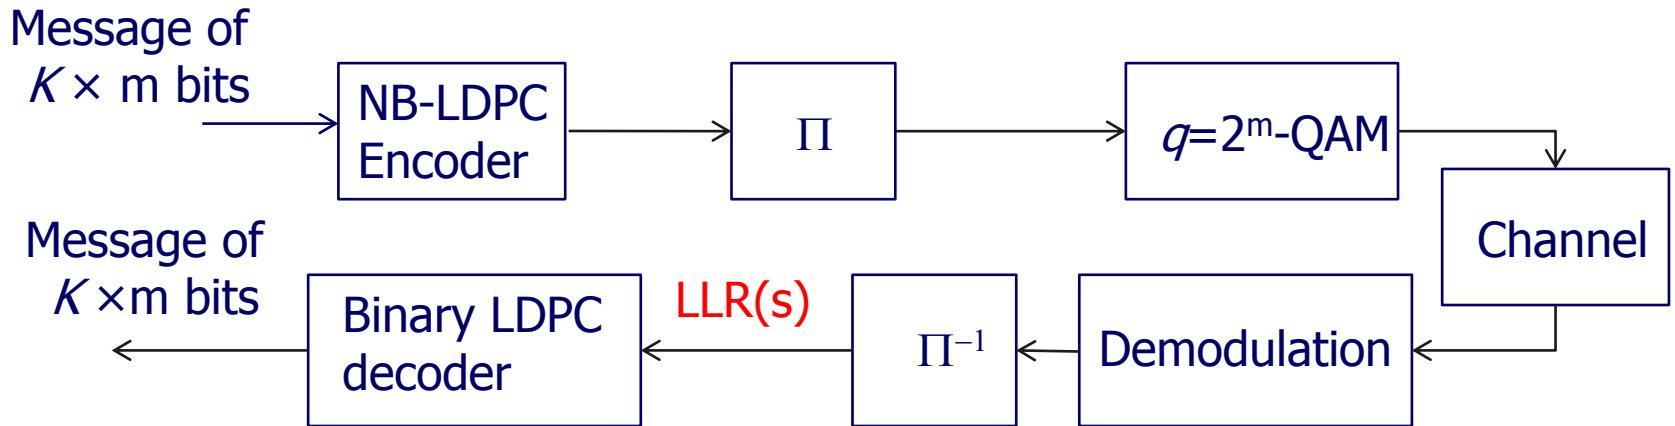 Message of
K × m bits
NB-LDPC
Encoder
Π
q=2ᵐ-QAM
Channel
Message of
K ×m bits
Binary LDPC
decoder
LLR(s)
Π⁻¹
Demodulation